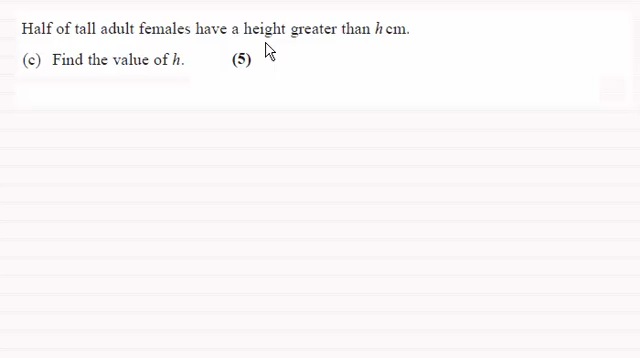 Half of tall adult females have a height greater than h cm.
(c) Find the value of h. (5)